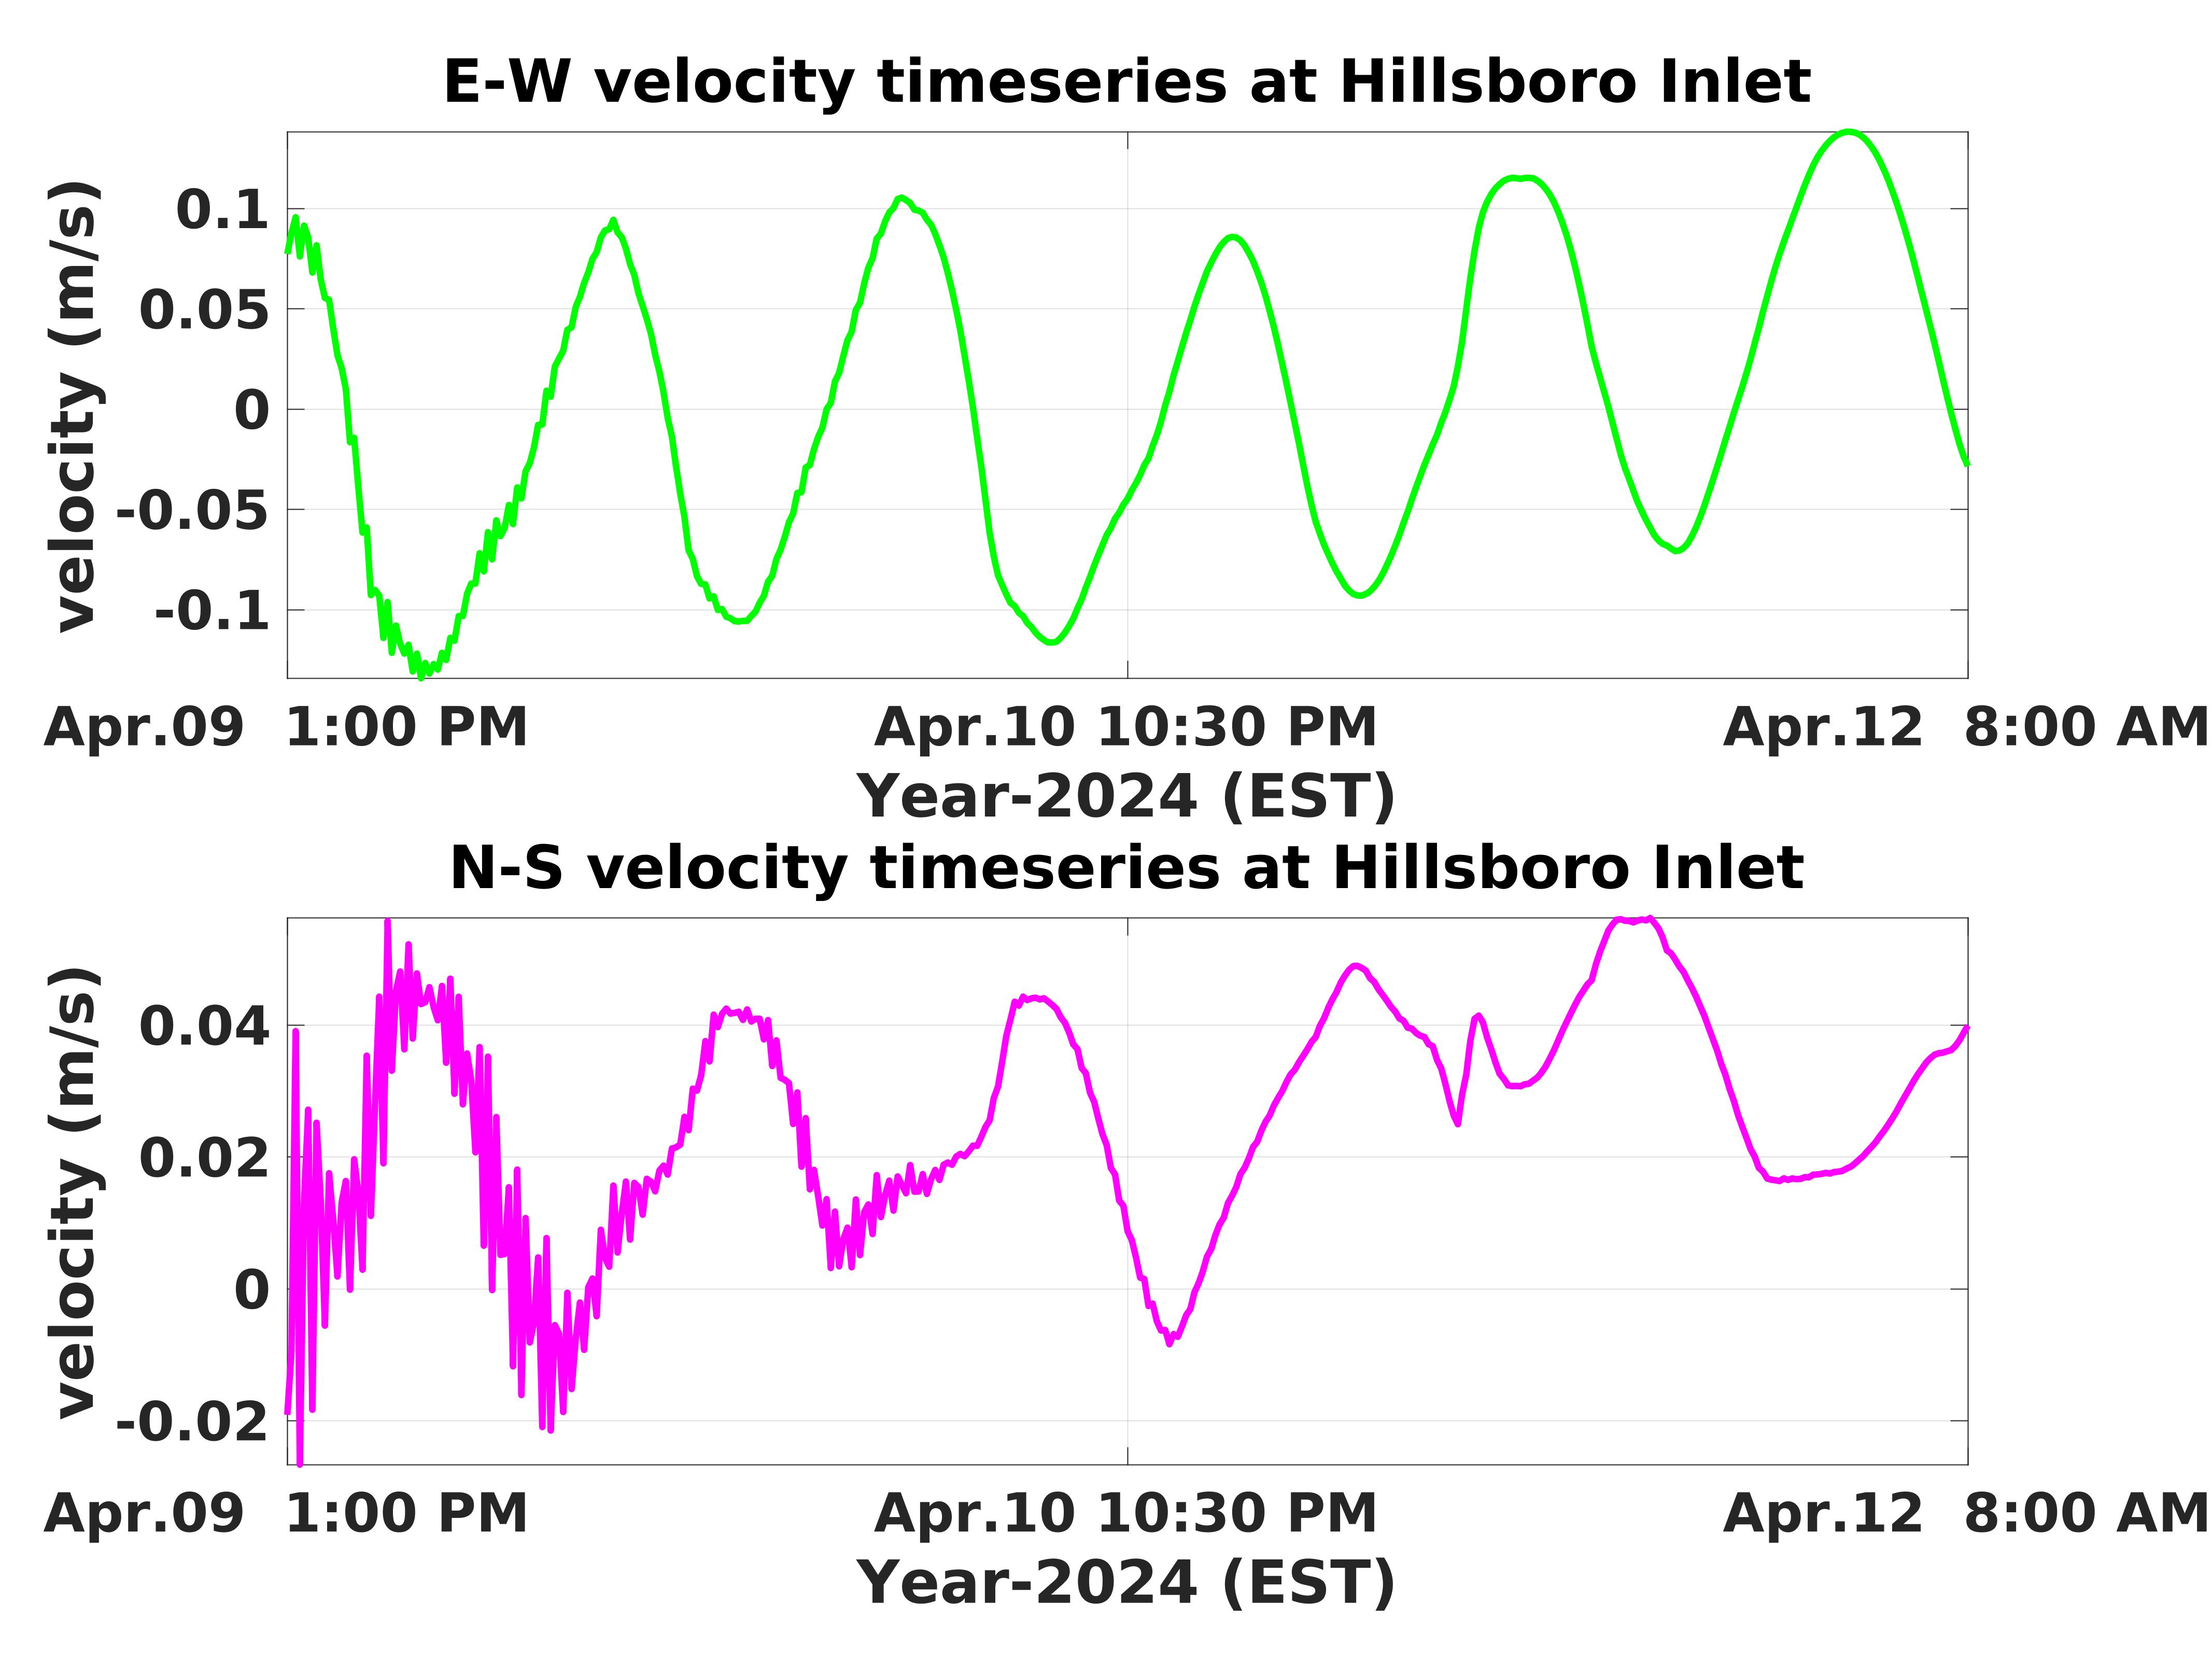 E-W velocity timeseries at Hillsboro Inlet
velocity (m/s)
0.1
0.05
0
-0.05
-0.1
Apr.09  1:00 PM
Apr.10 10:30 PM
Apr.12  8:00 AM
Year-2024 (EST)
N-S velocity timeseries at Hillsboro Inlet
velocity (m/s)
0.04
0.02
0
-0.02
Apr.09  1:00 PM
Apr.10 10:30 PM
Apr.12  8:00 AM
Year-2024 (EST)